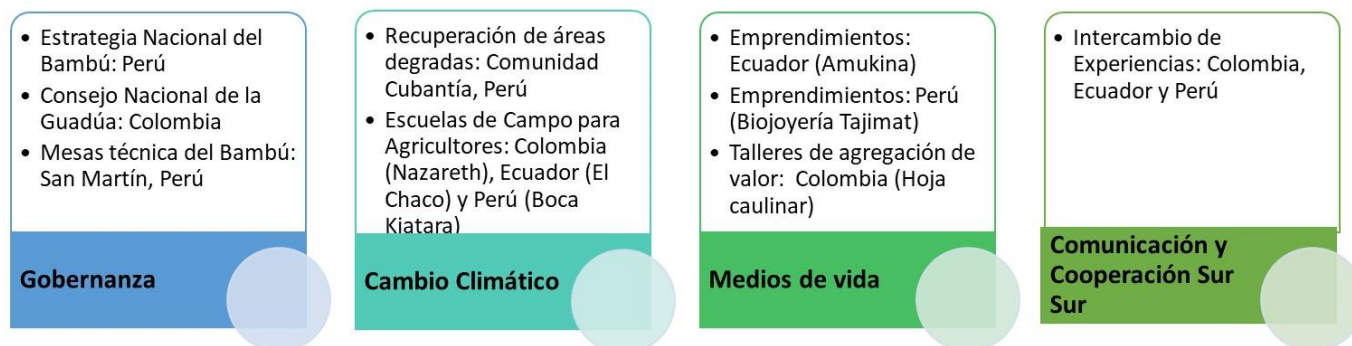 • Estrategia Nacional del
Bambú: Perú
• Consejo Nacional de la
Guadúa: Colombia
• Mesas técnica del Bambú:
San Martín, Perú
Gobernanza
• Recuperación de áreas
degradadas: Comunidad
Cubantía, Perú
• Escuelas de Campo para
Agricultores: Colombia
(Nazareth), Ecuador (El
Chaco) y Perú (Boca
Kiatara)
Cambio Climático
• Emprendimientos:
Ecuador (Amukina)
• Emprendimientos: Perú
(Biojoyería Tajimat)
• Talleres de agregación de
valor: Colombia (Hoja
caulinar)
Medios de vida
• Intercambio de
Experiencias: Colombia,
Ecuador y Perú
Comunicación y
Cooperación Sur
Sur